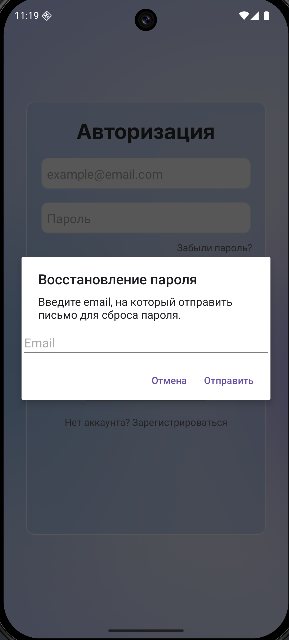 11:19
Авторизация
example@email.com
Пароль
Забыли пароль?
Восстановление пароля
Введите email, на который отправить
письмо для сброса пароля.
Email
Отмена Отправить
Нет аккаунта? Зарегистрироваться